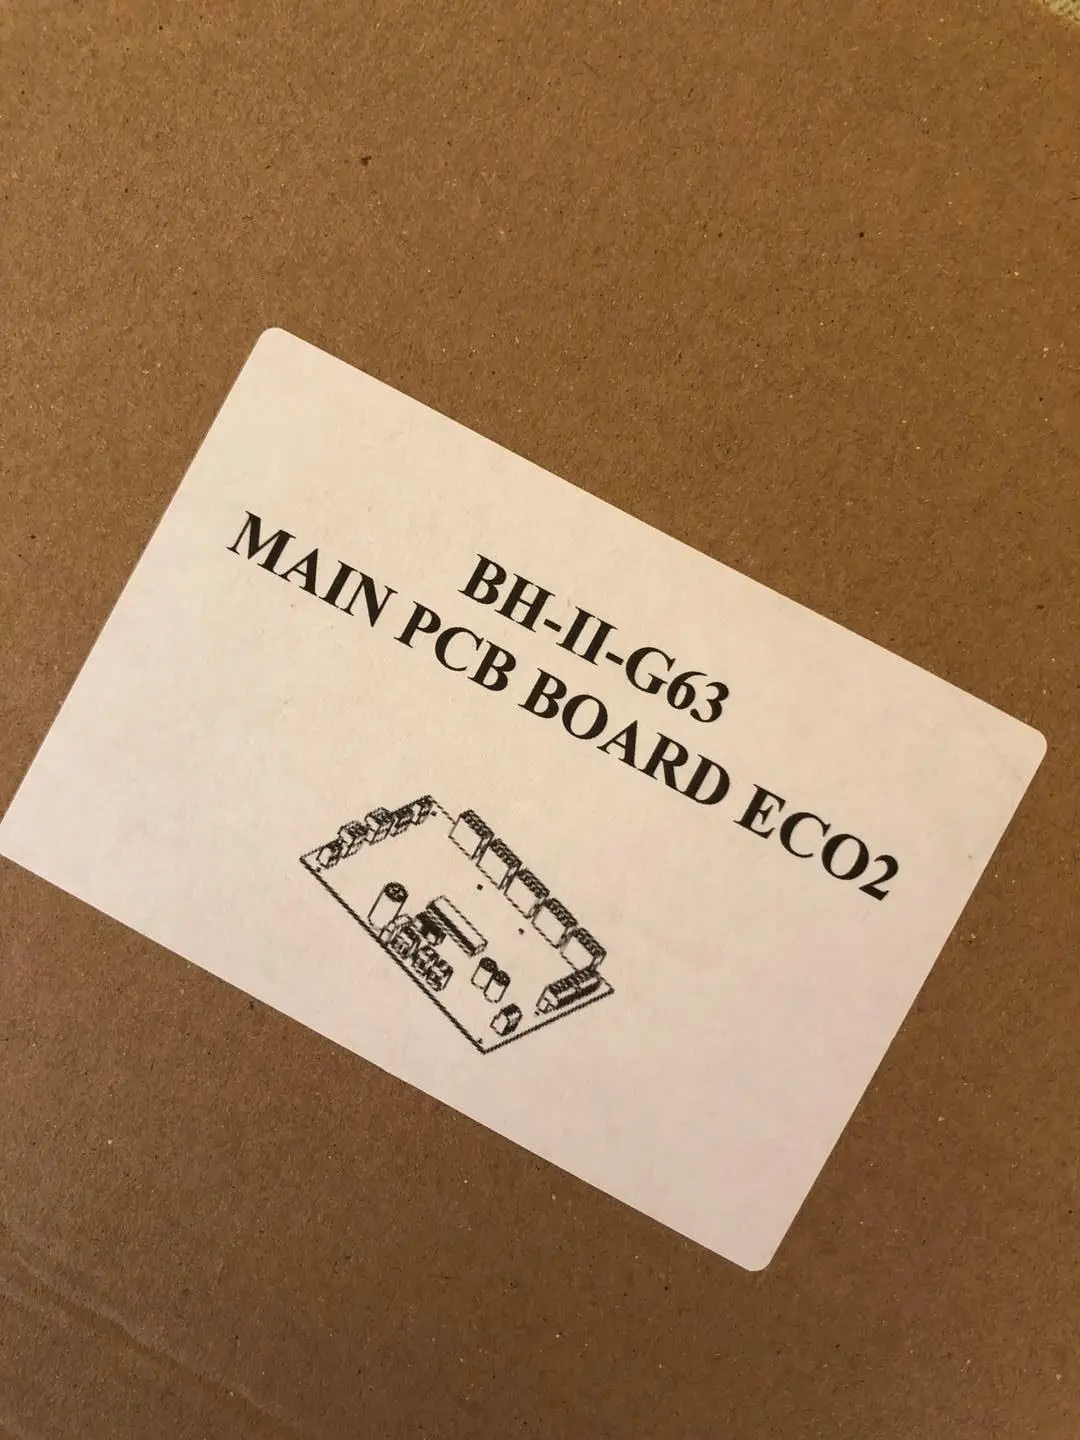 BH-II-G63
MAIN PCB BOARD ECO2